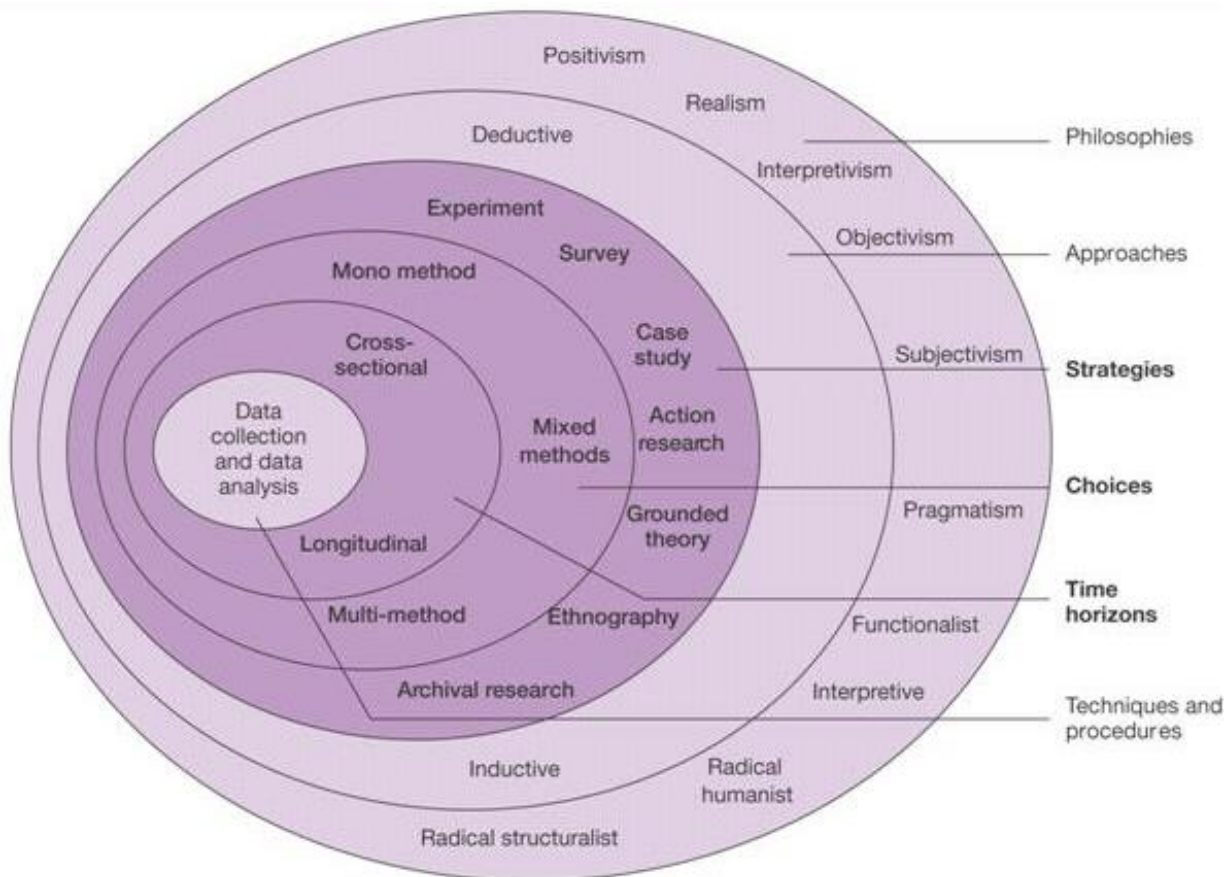 Positivism
Realism
Philosophies
Deductive
Interpretivism
Experiment
Objectivism
Survey
Approaches
Mono method
Case
study
Cross-
sectional
Subjectivism
Strategies
Data
collection
and data
analysis
Mixed
methods
Action
research
Choices
Grounded
theory
Pragmatism
Longitudinal
Time
horizons
Multi-method
Ethnography
Functionalist
Archival research
Interpretive
Techniques and
procedures
Inductive
Radical
humanist
Radical structuralist